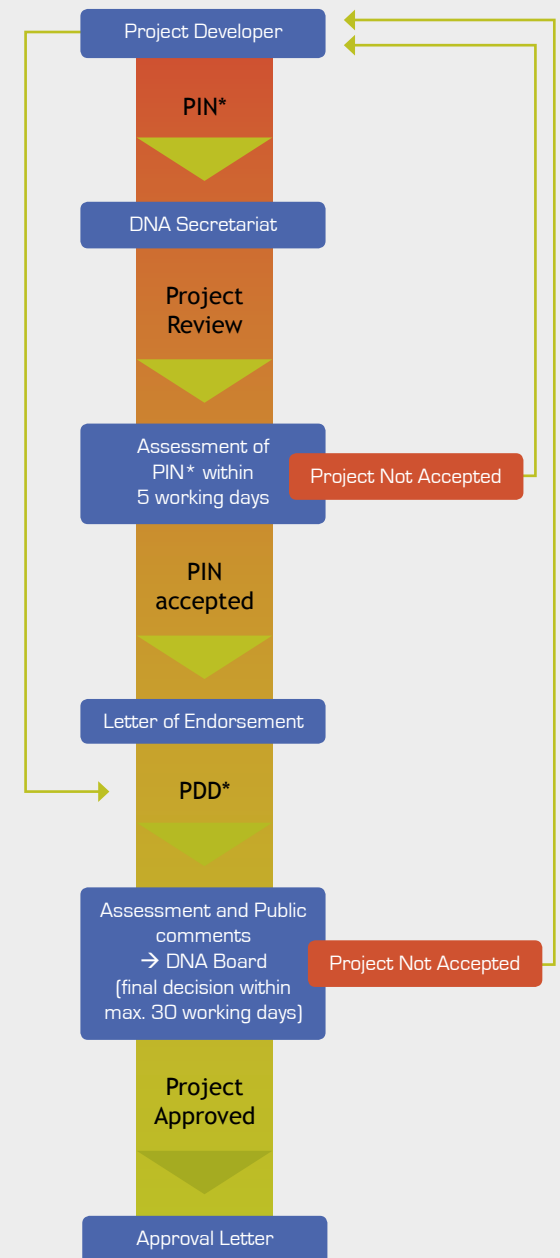 Project Developer
PIN*
DNA Secretariat
Project
Review
Assessment of
PIN* within
5 working days
Project Not Accepted
PIN
accepted
Letter of Endorsement
PDD*
Assessment and Public
comments
→ DNA Board
(final decision within
max. 30 working days)
Project Not Accepted
Project
Approved
Approval Letter